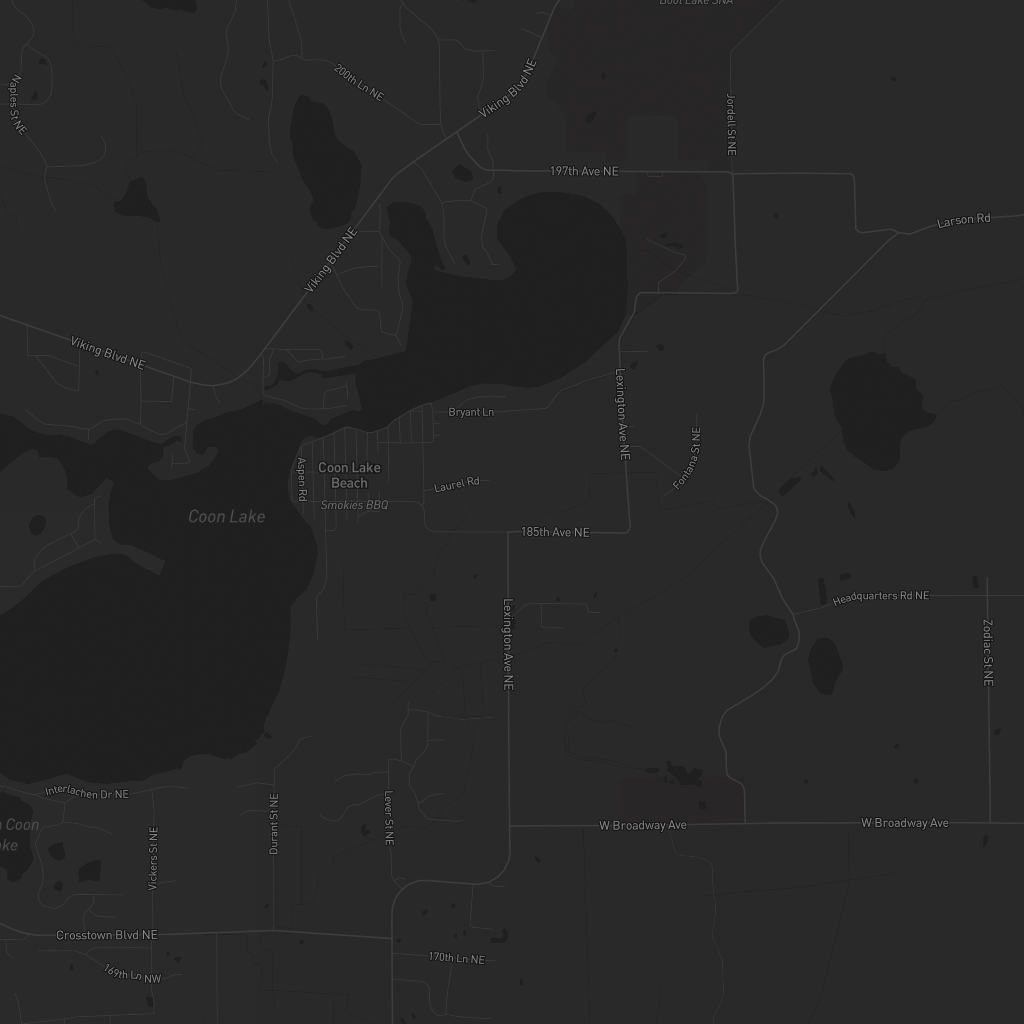 Boot Lake SNA
200th Ln NE
Viking Blvd NE
Naples St NE
Jordell St NE
197th Ave NE
Larson Rd
Viking Blvd NE
Viking Blvd NE
Lexington Ave NE
Bryant Ln
Fontana St NE
Coon Lake
Beach
Aspen Rd
Laurel Rd
Smokies BBQ
Coon Lake
185th Ave NE
Headquarters Rd NE
Lexington Ave NE
Zodiac St NE
Interlachen Dr NE
Durant St NE
Lever St NE
Coon
W Broadway Ave
W Broadway Ave
Vickers St NE
Crosstown Blvd NE
170th Ln NE
169th Ln NW